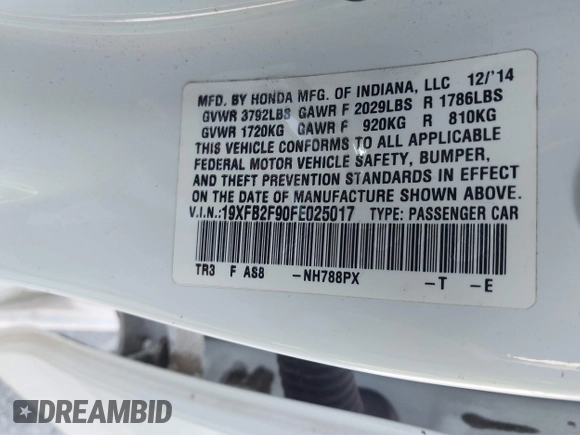 MFD. BY HONDA MFG. OF INDIANA, LLC 12/'14
GVWR 3792LBS GAWR F 2029LBS R 1786LBS
GVWR 1720KG GAWR F 920KG R 810KG
THIS VEHICLE CONFORMS TO ALL APPLICABLE
FEDERAL MOTOR VEHICLE SAFETY, BUMPER,
AND THEFT PREVENTION STANDARDS IN EFFECT
ON THE DATE OF MANUFACTURE SHOWN ABOVE.
V.I.N.:19XFB2F90FE025017 TYPE: PASSENGER CAR
TR3 F AS8 -NH788PX -T -E
DREAMBID